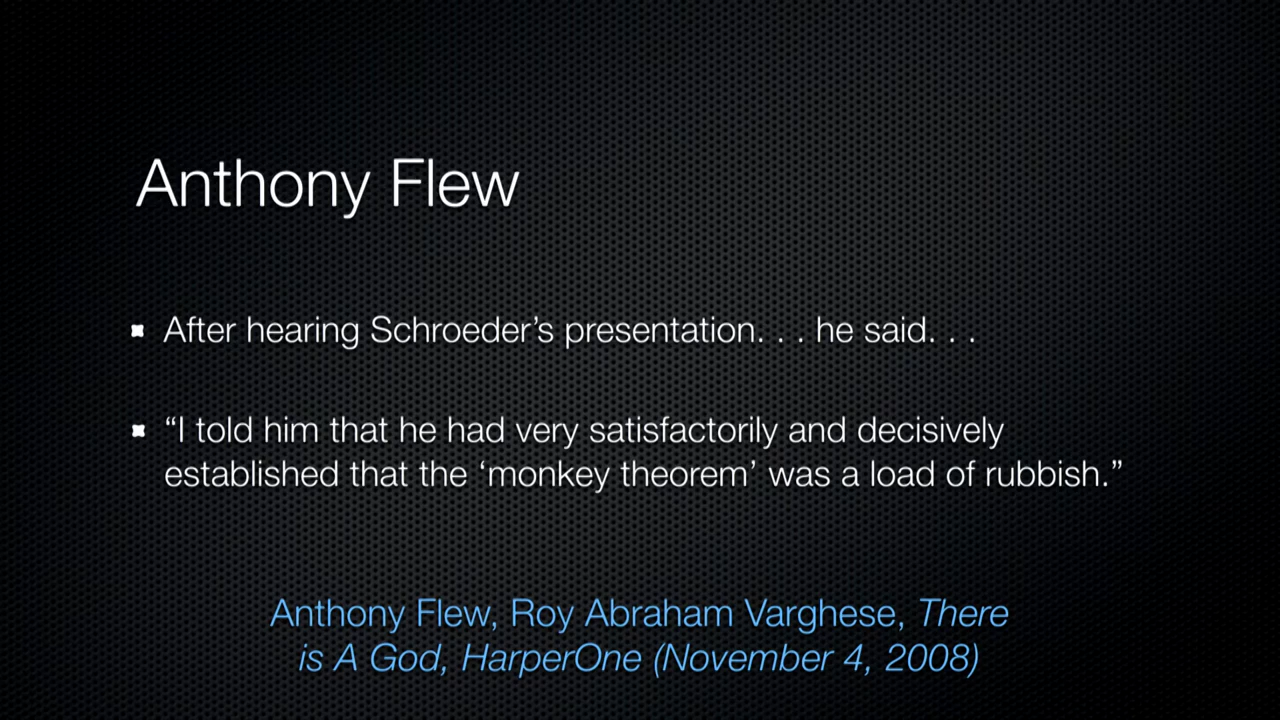 Anthony Flew
After hearing Schroeder’s presentation. . . he said. . .
“I told him that he had very satisfactorily and decisively
established that the ‘monkey theorem’ was a load of rubbish.”
Anthony Flew, Roy Abraham Varghese, There
is A God, HarperOne (November 4, 2008)